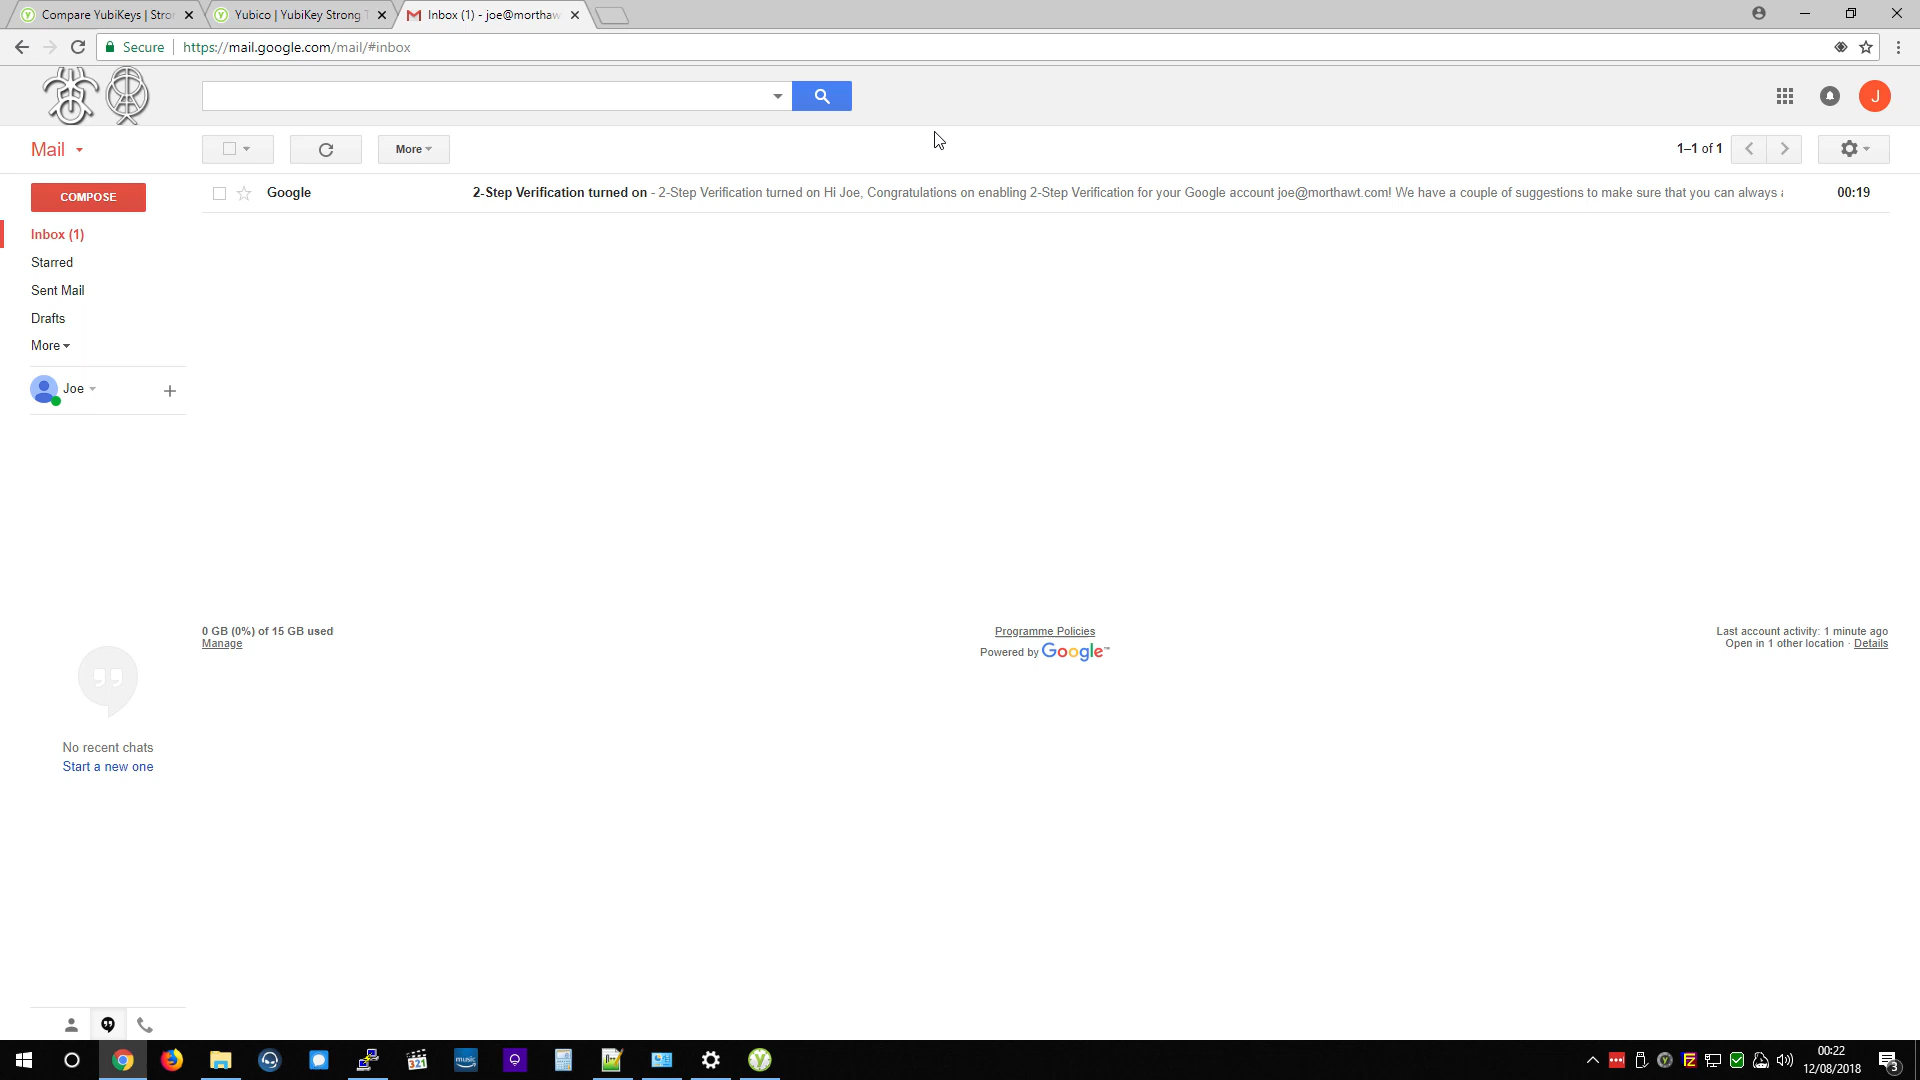 Compare YubiKeys | Stron
Yubico | YubiKey Strong T
Inbox (1) - joe@morthaw
Secure
https://mail.google.com/mail/#inbox
J
Mail
More
1–1 of 1
COMPOSE
Google
2-Step Verification turned on - 2-Step Verification turned on Hi Joe, Congratulations on enabling 2-Step Verification for your Google account joe@morthawt.com! We have a couple of suggestions to make sure that you can always a
00:19
Inbox (1)
Starred
Sent Mail
Drafts
More
Joe
0 GB (0%) of 15 GB used
Manage
Programme Policies
Powered by Google™
Last account activity: 1 minute ago
Open in 1 other location · Details
No recent chats
Start a new one
321
music
00:22
12/08/2018
3